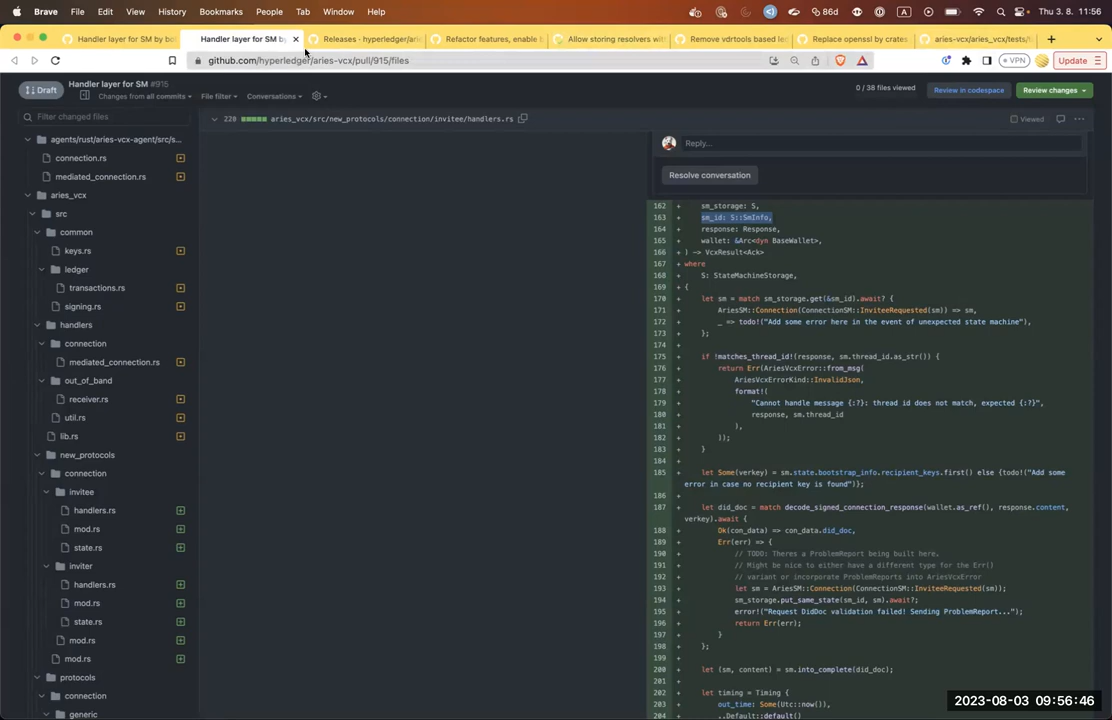 Brave File Edit View History Bookmarks People Tab Window Help 86d A Thu 3. 8. 11:56
Handler layer for SM by bo
Handler layer for SM by
Releases · hyperledger/arie
Refactor features, enable b
Allow storing resolvers with
Remove vdrtools based led
Replace openssl by crates.
aries-vcx/aries_vcx/tests/t
github.com/hyperledger/aries-vcx/pull/915/files
VPN
Update
Draft
Handler layer for SM #915
Changes from all commits
File filter
Conversations
0 / 38 files viewed
Review in codespace
Review changes
Filter changed files
220 aries_vcx/src/new_protocols/connection/invitee/handlers.rs
Viewed
agents/rust/aries-vcx-agent/src/s...
connection.rs
mediated_connection.rs
aries_vcx
src
common
keys.rs
ledger
transactions.rs
signing.rs
handlers
connection
mediated_connection.rs
out_of_band
receiver.rs
util.rs
lib.rs
new_protocols
connection
invitee
handlers.rs
mod.rs
state.rs
inviter
handlers.rs
mod.rs
state.rs
mod.rs
mod.rs
protocols
connection
generic
Reply...
Resolve conversation
162 + sm_storage: S,
163 + sm_id: S::SmInfo,
164 + response: Response,
165 + wallet: &Arc<dyn BaseWallet>,
166 + ) -> VcxResult<Ack>
167 + where
168 + S: StateMachineStorage,
169 + {
170 + let sm = match sm_storage.get(&sm_id).await? {
171 + AriesSM::Connection(ConnectionSM::InviteeRequested(sm)) => sm,
172 + _ => todo!("Add some error here in the event of unexpected state machine"),
173 + };
174 +
175 + if !matches_thread_id!(response, sm.thread_id.as_str()) {
176 + return Err(AriesVcxError::from_msg(
177 + AriesVcxErrorKind::InvalidJson,
178 + format!(
179 + "Cannot handle message {:?}: thread id does not match, expected {:?}",
180 + response, sm.thread_id
181 + ),
182 + ));
183 + }
184 +
185 + let Some(verkey) = sm.state.bootstrap_info.recipient_keys.first() else {todo!("Add some
error in case no recipient key is found")};
186 +
187 + let did_doc = match decode_signed_connection_response(wallet.as_ref(), response.content,
verkey).await {
188 + Ok(con_data) => con_data.did_doc,
189 + Err(err) => {
190 + // TODO: Theres a ProblemReport being built here.
191 + // Might be nice to either have a different type for the Err()
192 + // variant or incorporate ProblemReports into AriesVcxError
193 + let sm = AriesSM::Connection(ConnectionSM::InviteeRequested(sm));
194 + sm_storage.put_same_state(sm_id, sm).await?;
195 + error!("Request DidDoc validation failed! Sending ProblemReport...");
196 + return Err(err);
197 + }
198 + };
199 +
200 + let (sm, content) = sm.into_complete(did_doc);
201 +
202 + let timing = Timing {
203 + out_time: Some(Utc::now()),
204 + ..Default::default()
2023-08-03 09:56:46